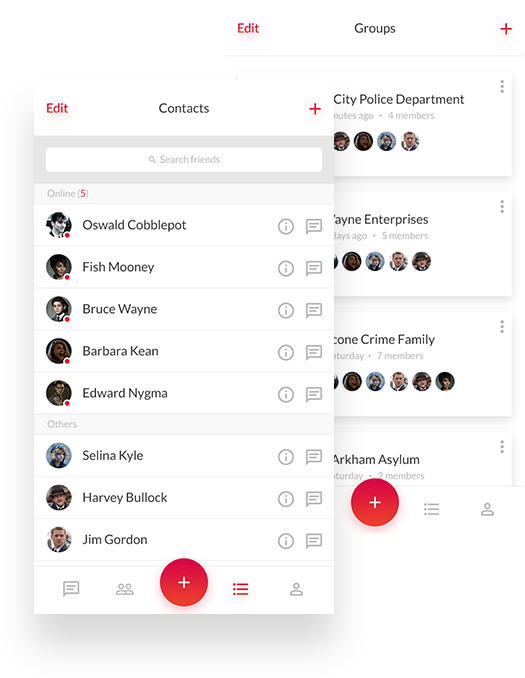 Edit
Groups
City Police Department
nutes ago • 4 members
ayne Enterprises
days ago • 5 members
cone Crime Family
turday • 7 members
Arkham Asylum
turday • 2 members
Edit
Contacts
Search friends
Online (5)
Oswald Cobblepot
Fish Mooney
Bruce Wayne
Barbara Kean
Edward Nygma
Others
Selina Kyle
Harvey Bullock
Jim Gordon